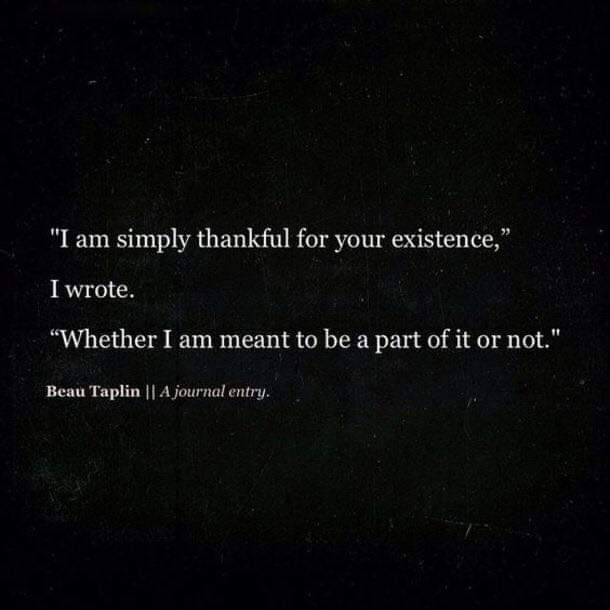 "I am simply thankful for your existence,”
I wrote.
“Whether I am meant to be a part of it or not."
Beau Taplin || A journal entry.